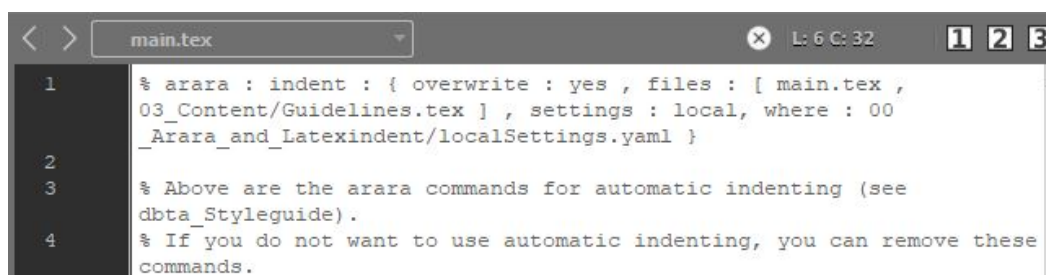 main.tex L: 6 C: 32 1 2 3
1 % arara : indent : { overwrite : yes , files : [ main.tex ,
03_Content/Guidelines.tex ] , settings : local, where : 00
_Arara_and_Latexindent/localSettings.yaml }
2
3 % Above are the arara commands for automatic indenting (see
dbta_Styleguide).
4 % If you do not want to use automatic indenting, you can remove these
commands.